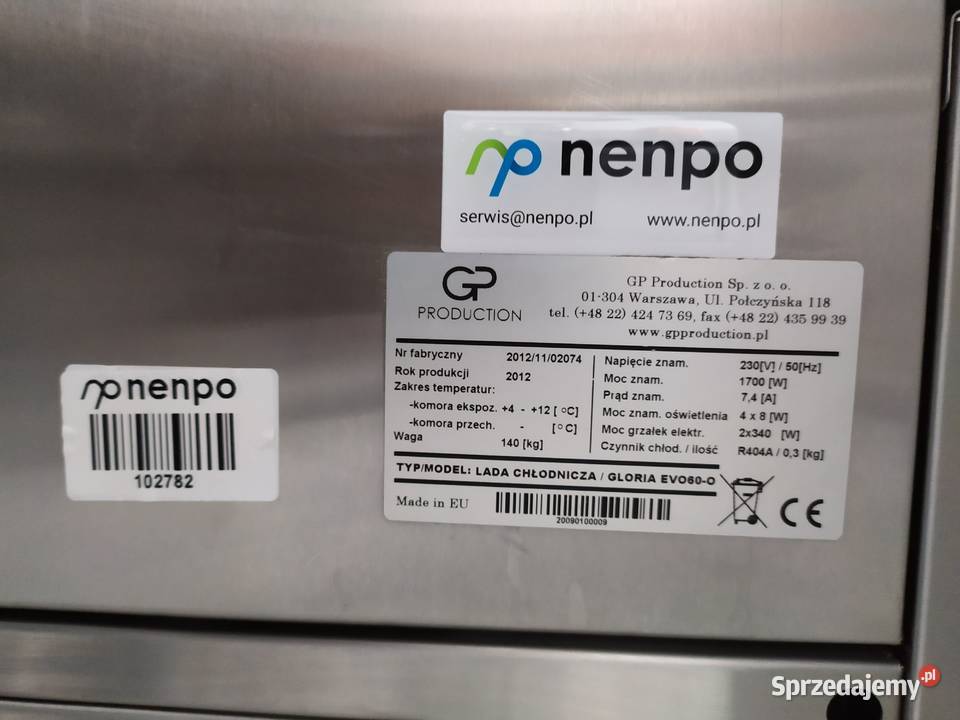 nenpo
serwis@nenpo.pl www.nenpo.pl
GP
PRODUCTION
GP Production Sp. z o. o.
01-304 Warszawa, Ul. Połczyńska 118
tel. (+48 22) 424 73 69, fax (+48 22) 435 99 39
www.gpproduction.pl
Nr fabryczny 2012/11/02074
Rok produkcji 2012
Zakres temperatur:
-komora ekspoz. +4 - +12 [ °C]
-komora przech. - [°C]
Waga 140 [kg]
Napięcie znam. 230[V] / 50[Hz]
Moc znam. 1700 [W]
Prąd znam. 7,4 [A]
Moc znam. oświetlenia 4 x 8 [W]
Moc grzałek elektr. 2x340 [W]
Czynnik chłod. / ilość R404A / 0,3 [kg]
TYP/MODEL: LADA CHŁODNICZA / GLORIA EVO60-O
Made in EU
20090100009
CE
nenpo
102782
Sprzedajemy.pl